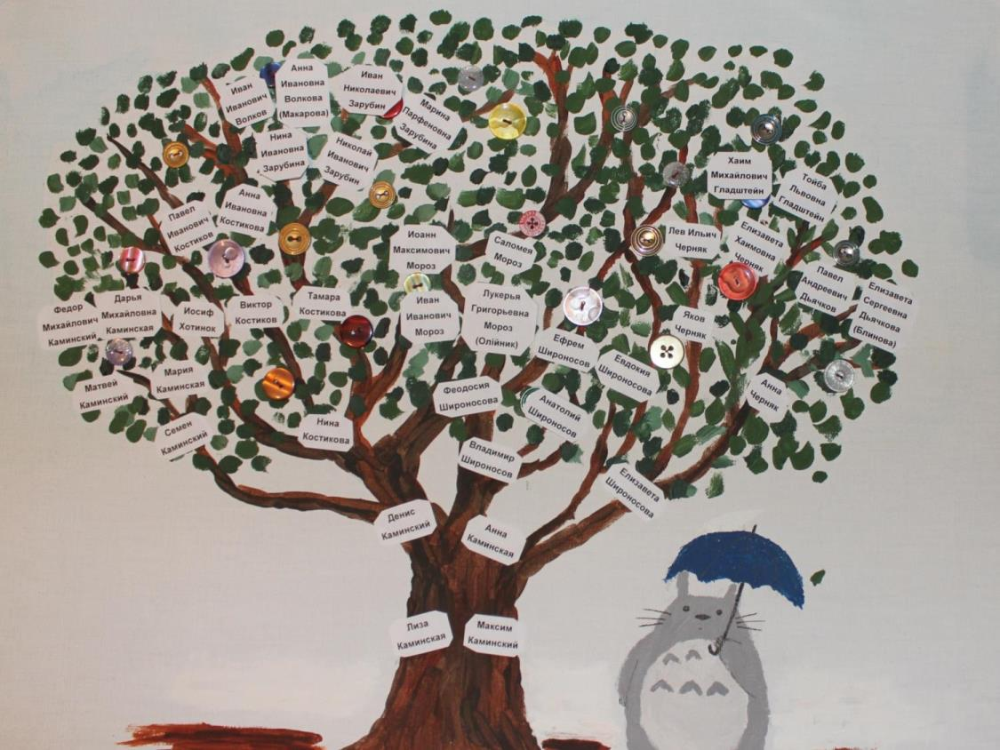 Иван
Иванович
Волков
Анна
Ивановна
Волкова
(Макарова)
Иван
Николаевич
Зарубин
Марина
Парфеновна
Зарубина
Нина
Ивановна
Зарубина
Николай
Иванович
Зарубин
Хаим
Михайлович
Гладштейн
Тойба
Львовна
Гладштейн
Павел
Иванович
Костиков
Анна
Ивановна
Костикова
Иоанн
Максимович
Мороз
Саломея
Мороз
Лев Ильич
Черняк
Елизавета
Хаимовна
Черняк
Павел
Андреевич
Дьячков
Елизавета
Сергеевна
Дьячкова
(Блинова)
Федор
Михайлович
Каминский
Дарья
Михайловна
Каминская
Иосиф
Хотинок
Виктор
Костиков
Тамара
Костикова
Иван
Иванович
Мороз
Лукерья
Григорьевна
Мороз
(Олійник)
Ефрем
Широносов
Евдокия
Широносова
Яков
Черняк
Анна
Черняк
Матвей
Каминский
Мария
Каминская
Семен
Каминский
Нина
Костикова
Феодосия
Широносова
Анатолий
Широносов
Владимир
Широносов
Елизавета
Широносова
Денис
Каминский
Анна
Каминская
Лиза
Каминская
Максим
Каминский